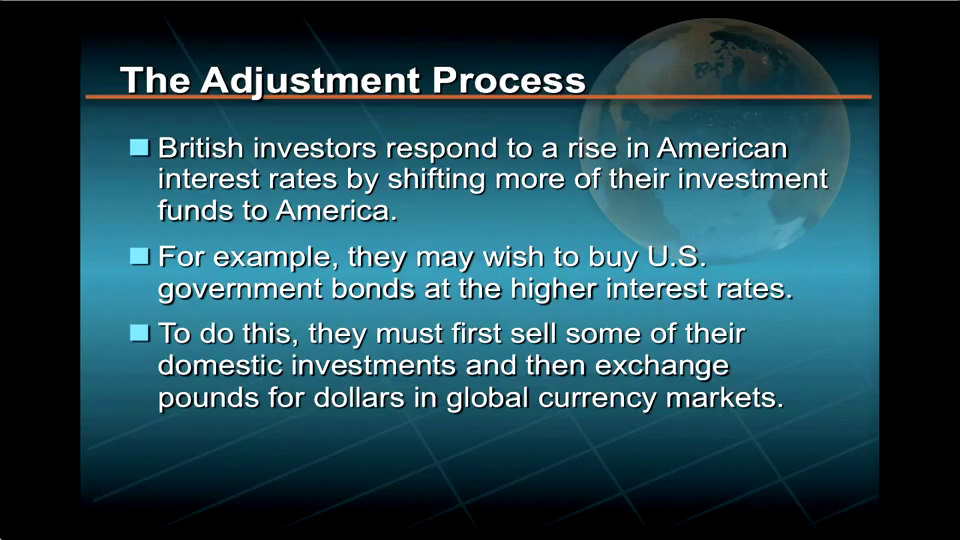 The Adjustment Process
British investors respond to a rise in American
interest rates by shifting more of their investment
funds to America.
For example, they may wish to buy U.S.
government bonds at the higher interest rates.
To do this, they must first sell some of their
domestic investments and then exchange
pounds for dollars in global currency markets.